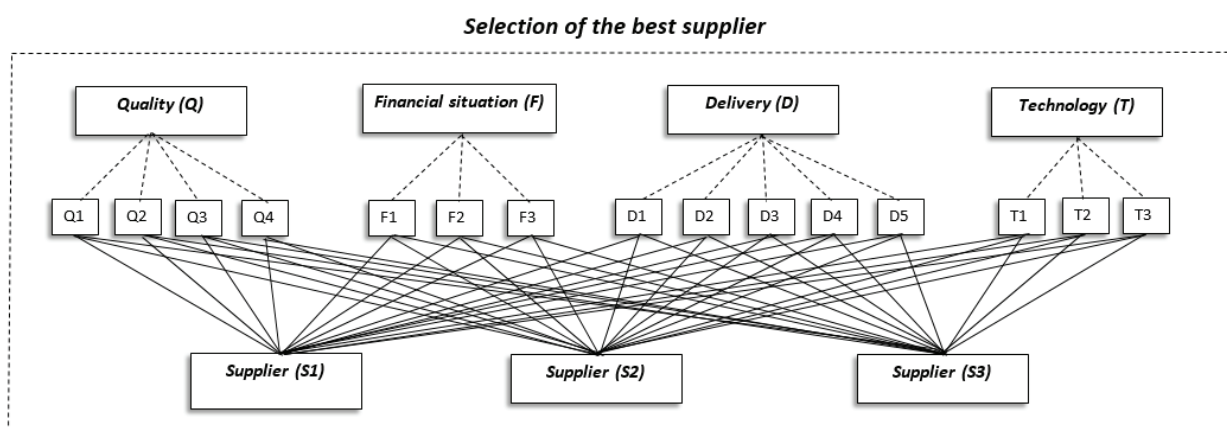 Selection of the best supplier
Quality (Q)
Financial situation (F)
Delivery (D)
Technology (T)
Q1
Q2
Q3
Q4
F1
F2
F3
D1
D2
D3
D4
D5
T1
T2
T3
Supplier (S1)
Supplier (S2)
Supplier (S3)